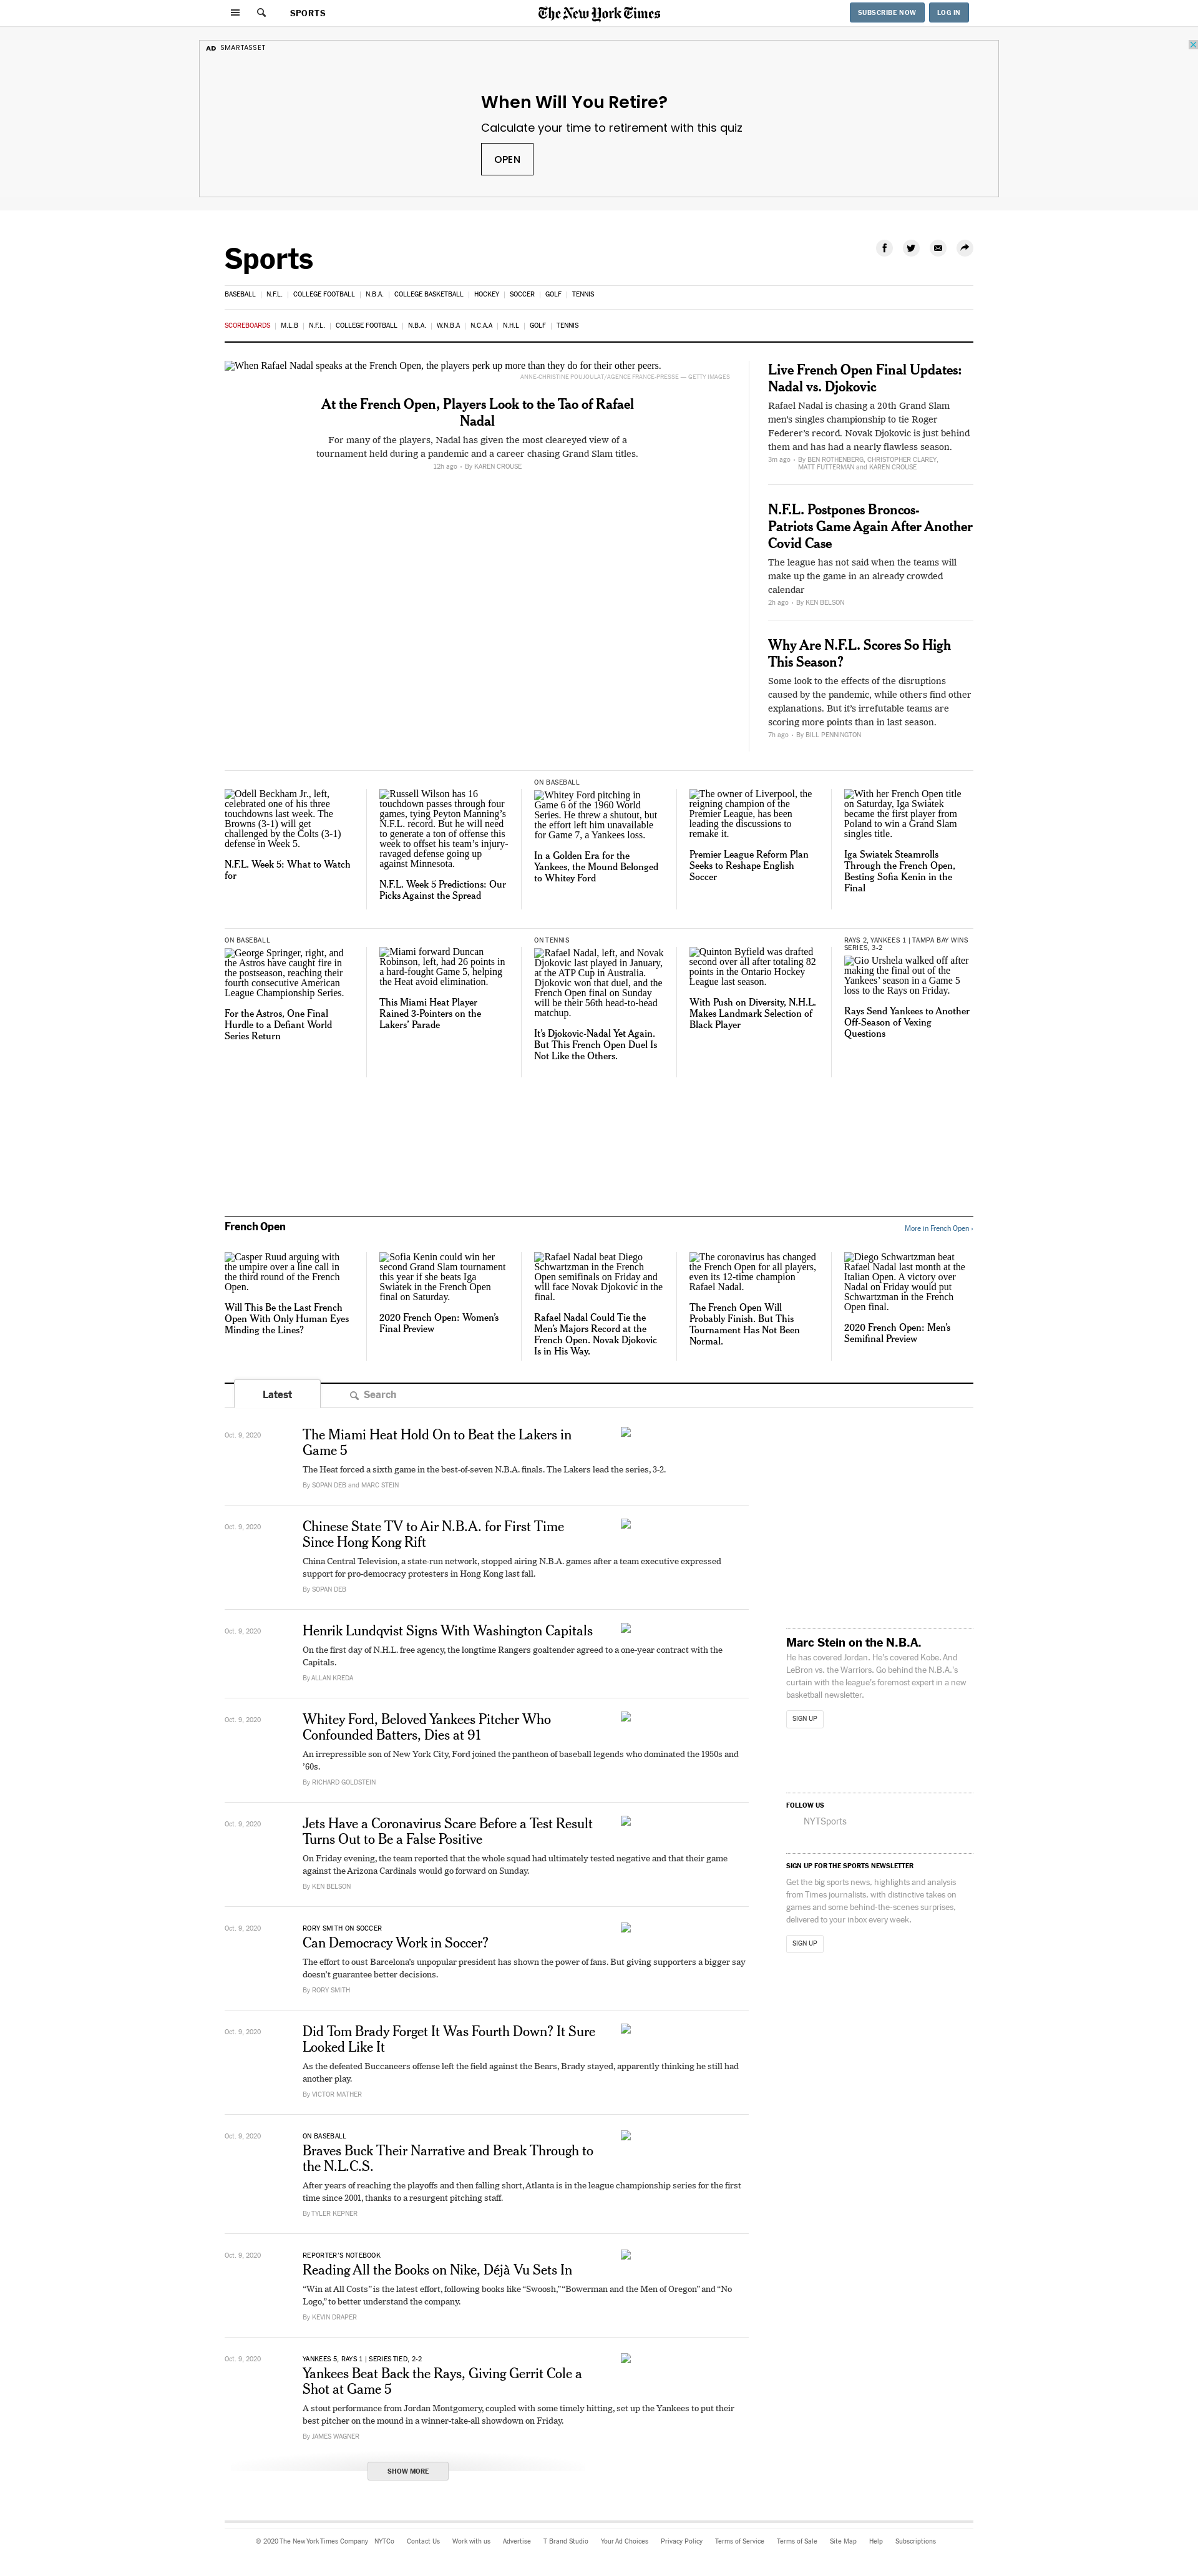 SPORTS
The New York Times
SUBSCRIBE NOW
LOG IN
AD SMARTASSET
When Will You Retire?
Calculate your time to retirement with this quiz
OPEN
Sports
BASEBALL | N.F.L. | COLLEGE FOOTBALL | N.B.A. | COLLEGE BASKETBALL | HOCKEY | SOCCER | GOLF | TENNIS
SCOREBOARDS | M.L.B | N.F.L. | COLLEGE FOOTBALL | N.B.A. | W.N.B.A | N.C.A.A | N.H.L | GOLF | TENNIS
When Rafael Nadal speaks at the French Open, the players perk up more than they do for their other peers.
ANNE-CHRISTINE POUJOULAT/AGENCE FRANCE-PRESSE — GETTY IMAGES
At the French Open, Players Look to the Tao of Rafael
Nadal
For many of the players, Nadal has given the most cleareyed view of a
tournament held during a pandemic and a career chasing Grand Slam titles.
12h ago • By KAREN CROUSE
Live French Open Final Updates:
Nadal vs. Djokovic
Rafael Nadal is chasing a 20th Grand Slam
men’s singles championship to tie Roger
Federer’s record. Novak Djokovic is just behind
them and has had a nearly flawless season.
3m ago • By BEN ROTHENBERG, CHRISTOPHER CLAREY,
MATT FUTTERMAN and KAREN CROUSE
N.F.L. Postpones Broncos-
Patriots Game Again After Another
Covid Case
The league has not said when the teams will
make up the game in an already crowded
calendar
2h ago • By KEN BELSON
Why Are N.F.L. Scores So High
This Season?
Some look to the effects of the disruptions
caused by the pandemic, while others find other
explanations. But it’s irrefutable teams are
scoring more points than in last season.
7h ago • By BILL PENNINGTON
Odell Beckham Jr., left,
celebrated one of his three
touchdowns last week. The
Browns (3-1) will get
challenged by the Colts (3-1)
defense in Week 5.
N.F.L. Week 5: What to Watch
for
Russell Wilson has 16
touchdown passes through four
games, tying Peyton Manning’s
N.F.L. record. But he will need
to generate a ton of offense this
week to offset his team’s injury-
ravaged defense going up
against Minnesota.
N.F.L. Week 5 Predictions: Our
Picks Against the Spread
ON BASEBALL
Whitey Ford pitching in
Game 6 of the 1960 World
Series. He threw a shutout, but
the effort left him unavailable
for Game 7, a Yankees loss.
In a Golden Era for the
Yankees, the Mound Belonged
to Whitey Ford
The owner of Liverpool, the
reigning champion of the
Premier League, has been
leading the discussions to
remake it.
Premier League Reform Plan
Seeks to Reshape English
Soccer
With her French Open title
on Saturday, Iga Swiatek
became the first player from
Poland to win a Grand Slam
singles title.
Iga Swiatek Steamrolls
Through the French Open,
Besting Sofia Kenin in the
Final
ON BASEBALL
George Springer, right, and
the Astros have caught fire in
the postseason, reaching their
fourth consecutive American
League Championship Series.
For the Astros, One Final
Hurdle to a Defiant World
Series Return
Miami forward Duncan
Robinson, left, had 26 points in
a hard-fought Game 5, helping
the Heat avoid elimination.
This Miami Heat Player
Rained 3-Pointers on the
Lakers’ Parade
ON TENNIS
Rafael Nadal, left, and Novak
Djokovic last played in January,
at the ATP Cup in Australia.
Djokovic won that duel, and the
French Open final on Sunday
will be their 56th head-to-head
matchup.
It’s Djokovic-Nadal Yet Again.
But This French Open Duel Is
Not Like the Others.
Quinton Byfield was drafted
second over all after totaling 82
points in the Ontario Hockey
League last season.
With Push on Diversity, N.H.L.
Makes Landmark Selection of
Black Player
RAYS 2, YANKEES 1 | TAMPA BAY WINS
SERIES, 3-2
Gio Urshela walked off after
making the final out of the
Yankees’ season in a Game 5
loss to the Rays on Friday.
Rays Send Yankees to Another
Off-Season of Vexing
Questions
French Open
More in French Open ›
Casper Ruud arguing with
the umpire over a line call in
the third round of the French
Open.
Will This Be the Last French
Open With Only Human Eyes
Minding the Lines?
Sofia Kenin could win her
second Grand Slam tournament
this year if she beats Iga
Swiatek in the French Open
final on Saturday.
2020 French Open: Women’s
Final Preview
Rafael Nadal beat Diego
Schwartzman in the French
Open semifinals on Friday and
will face Novak Djokovic in the
final.
Rafael Nadal Could Tie the
Men’s Majors Record at the
French Open. Novak Djokovic
Is in His Way.
The coronavirus has changed
the French Open for all players,
even its 12-time champion
Rafael Nadal.
The French Open Will
Probably Finish. But This
Tournament Has Not Been
Normal.
Diego Schwartzman beat
Rafael Nadal last month at the
Italian Open. A victory over
Nadal on Friday would put
Schwartzman in the French
Open final.
2020 French Open: Men’s
Semifinal Preview
Latest
Search
Oct. 9, 2020
The Miami Heat Hold On to Beat the Lakers in
Game 5
The Heat forced a sixth game in the best-of-seven N.B.A. finals. The Lakers lead the series, 3-2.
By SOPAN DEB and MARC STEIN
Oct. 9, 2020
Chinese State TV to Air N.B.A. for First Time
Since Hong Kong Rift
China Central Television, a state-run network, stopped airing N.B.A. games after a team executive expressed
support for pro-democracy protesters in Hong Kong last fall.
By SOPAN DEB
Oct. 9, 2020
Henrik Lundqvist Signs With Washington Capitals
On the first day of N.H.L. free agency, the longtime Rangers goaltender agreed to a one-year contract with the
Capitals.
By ALLAN KREDA
Oct. 9, 2020
Whitey Ford, Beloved Yankees Pitcher Who
Confounded Batters, Dies at 91
An irrepressible son of New York City, Ford joined the pantheon of baseball legends who dominated the 1950s and
’60s.
By RICHARD GOLDSTEIN
Oct. 9, 2020
Jets Have a Coronavirus Scare Before a Test Result
Turns Out to Be a False Positive
On Friday evening, the team reported that the whole squad had ultimately tested negative and that their game
against the Arizona Cardinals would go forward on Sunday.
By KEN BELSON
Oct. 9, 2020
RORY SMITH ON SOCCER
Can Democracy Work in Soccer?
The effort to oust Barcelona’s unpopular president has shown the power of fans. But giving supporters a bigger say
doesn’t guarantee better decisions.
By RORY SMITH
Oct. 9, 2020
Did Tom Brady Forget It Was Fourth Down? It Sure
Looked Like It
As the defeated Buccaneers offense left the field against the Bears, Brady stayed, apparently thinking he still had
another play.
By VICTOR MATHER
Oct. 9, 2020
ON BASEBALL
Braves Buck Their Narrative and Break Through to
the N.L.C.S.
After years of reaching the playoffs and then falling short, Atlanta is in the league championship series for the first
time since 2001, thanks to a resurgent pitching staff.
By TYLER KEPNER
Oct. 9, 2020
REPORTER’S NOTEBOOK
Reading All the Books on Nike, Déjà Vu Sets In
“Win at All Costs” is the latest effort, following books like “Swoosh,” “Bowerman and the Men of Oregon” and “No
Logo,” to better understand the company.
By KEVIN DRAPER
Oct. 9, 2020
YANKEES 5, RAYS 1 | SERIES TIED, 2-2
Yankees Beat Back the Rays, Giving Gerrit Cole a
Shot at Game 5
A stout performance from Jordan Montgomery, coupled with some timely hitting, set up the Yankees to put their
best pitcher on the mound in a winner-take-all showdown on Friday.
By JAMES WAGNER
SHOW MORE
Marc Stein on the N.B.A.
He has covered Jordan. He’s covered Kobe. And
LeBron vs. the Warriors. Go behind the N.B.A.’s
curtain with the league’s foremost expert in a new
basketball newsletter.
SIGN UP
FOLLOW US
NYTSports
SIGN UP FOR THE SPORTS NEWSLETTER
Get the big sports news, highlights and analysis
from Times journalists, with distinctive takes on
games and some behind-the-scenes surprises,
delivered to your inbox every week.
SIGN UP
© 2020 The New York Times Company NYTCo Contact Us Work with us Advertise T Brand Studio Your Ad Choices Privacy Policy Terms of Service Terms of Sale Site Map Help Subscriptions